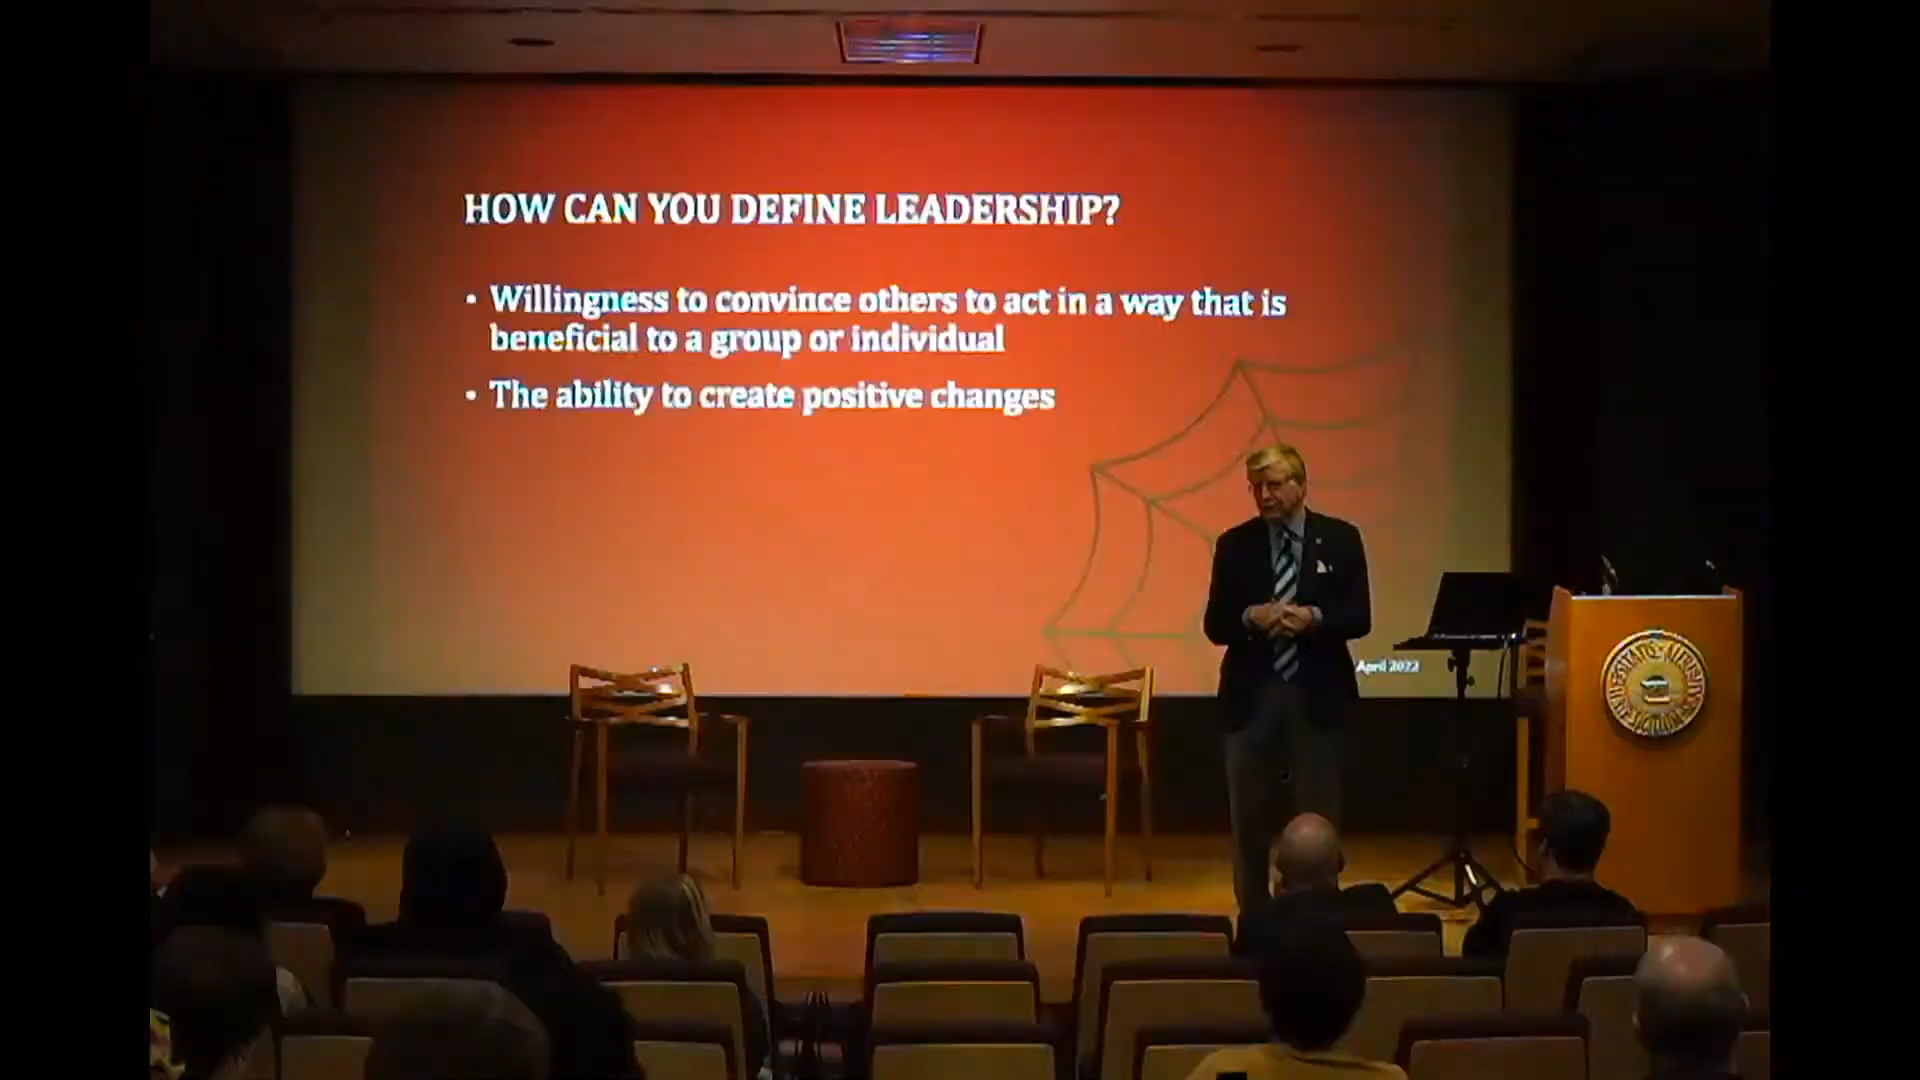 HOW CAN YOU DEFINE LEADERSHIP?
• Willingness to convince others to act in a way that is
beneficial to a group or individual
• The ability to create positive changes
April 2022